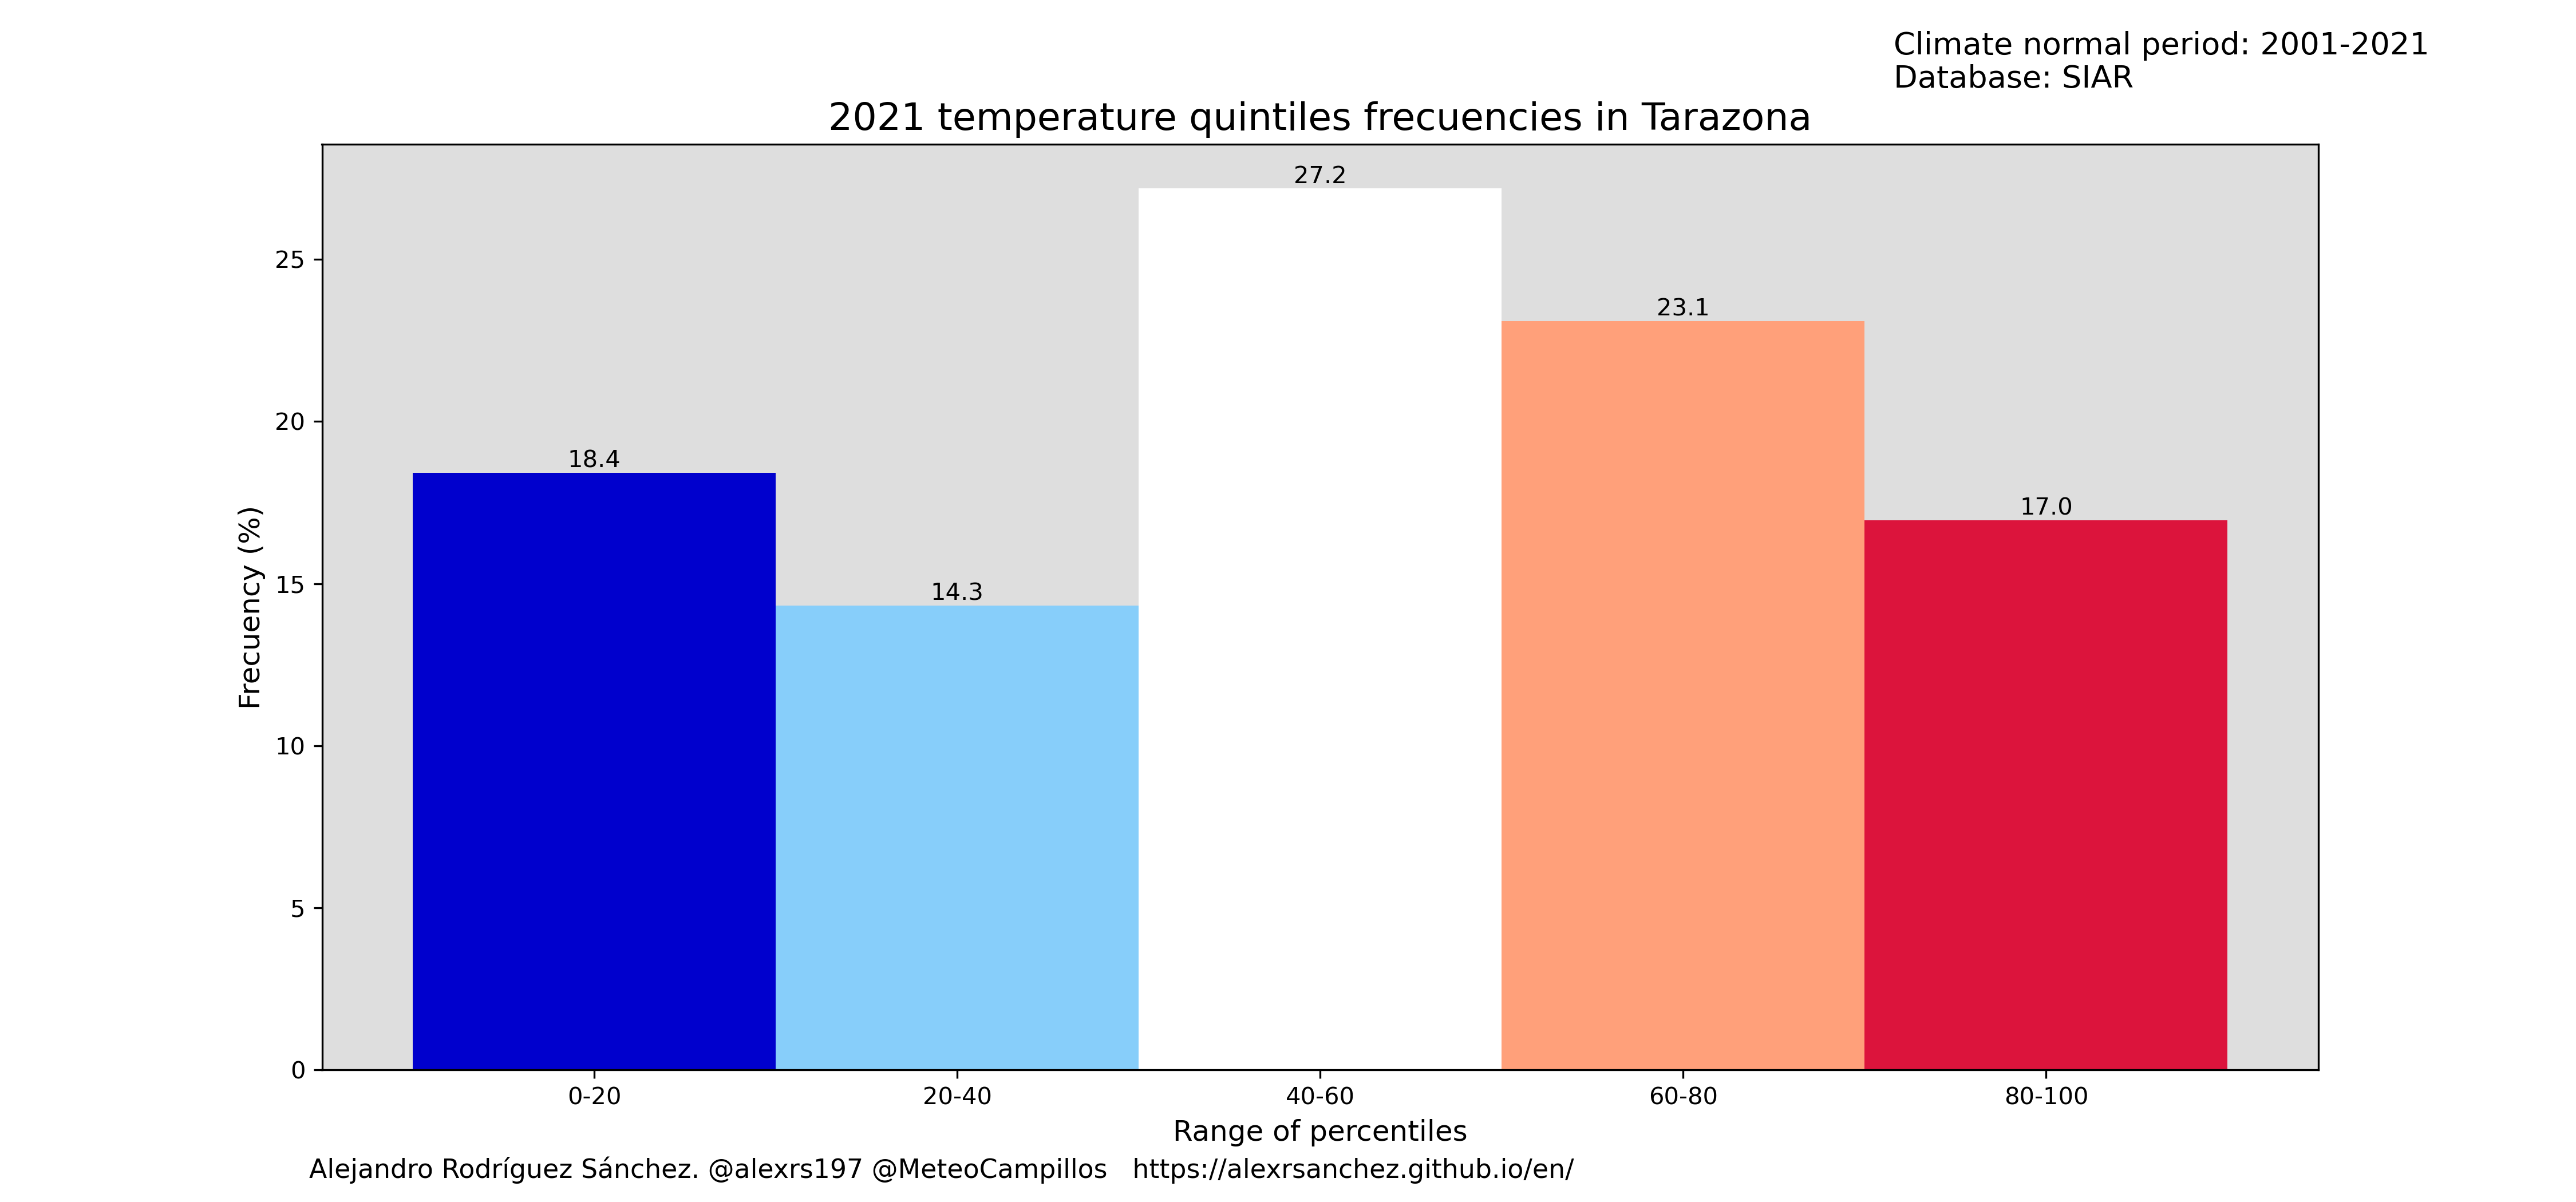 Climate normal period: 2001-2021
Database: SIAR
2021 temperature quintiles frecuencies in Tarazona
27.2
25
23.1
20
18.4
17.0
15
14.3
Frecuency (%)
10
5
0
0-20 20-40 40-60 60-80 80-100
Range of percentiles
Alejandro Rodríguez Sánchez. @alexrs197 @MeteoCampillos https://alexrsanchez.github.io/en/